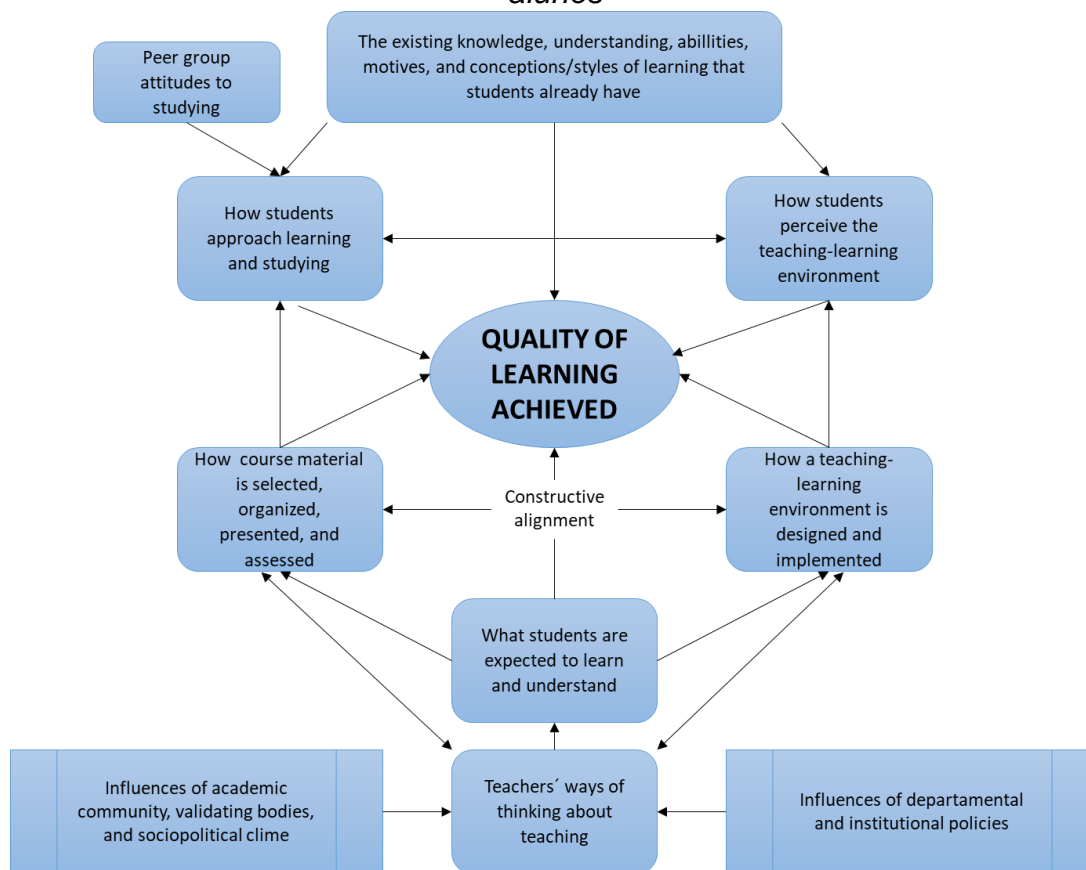 alunos
Peer group
attitudes to
studying
The existing knowledge, understanding, abillities,
motives, and conceptions/styles of learning that
students already have
How students
approach learning
and studying
How students
perceive the
teaching-learning
environment
QUALITY OF
LEARNING
ACHIEVED
How course material
is selected,
organized,
presented, and
assessed
Constructive
alignment
How a teaching-
learning
environment is
designed and
implemented
What students are
expected to learn
and understand
Influences of academic
community, validating bodies,
and sociopolitical clime
Teachers´ ways of
thinking about
teaching
Influences of departamental
and institutional policies